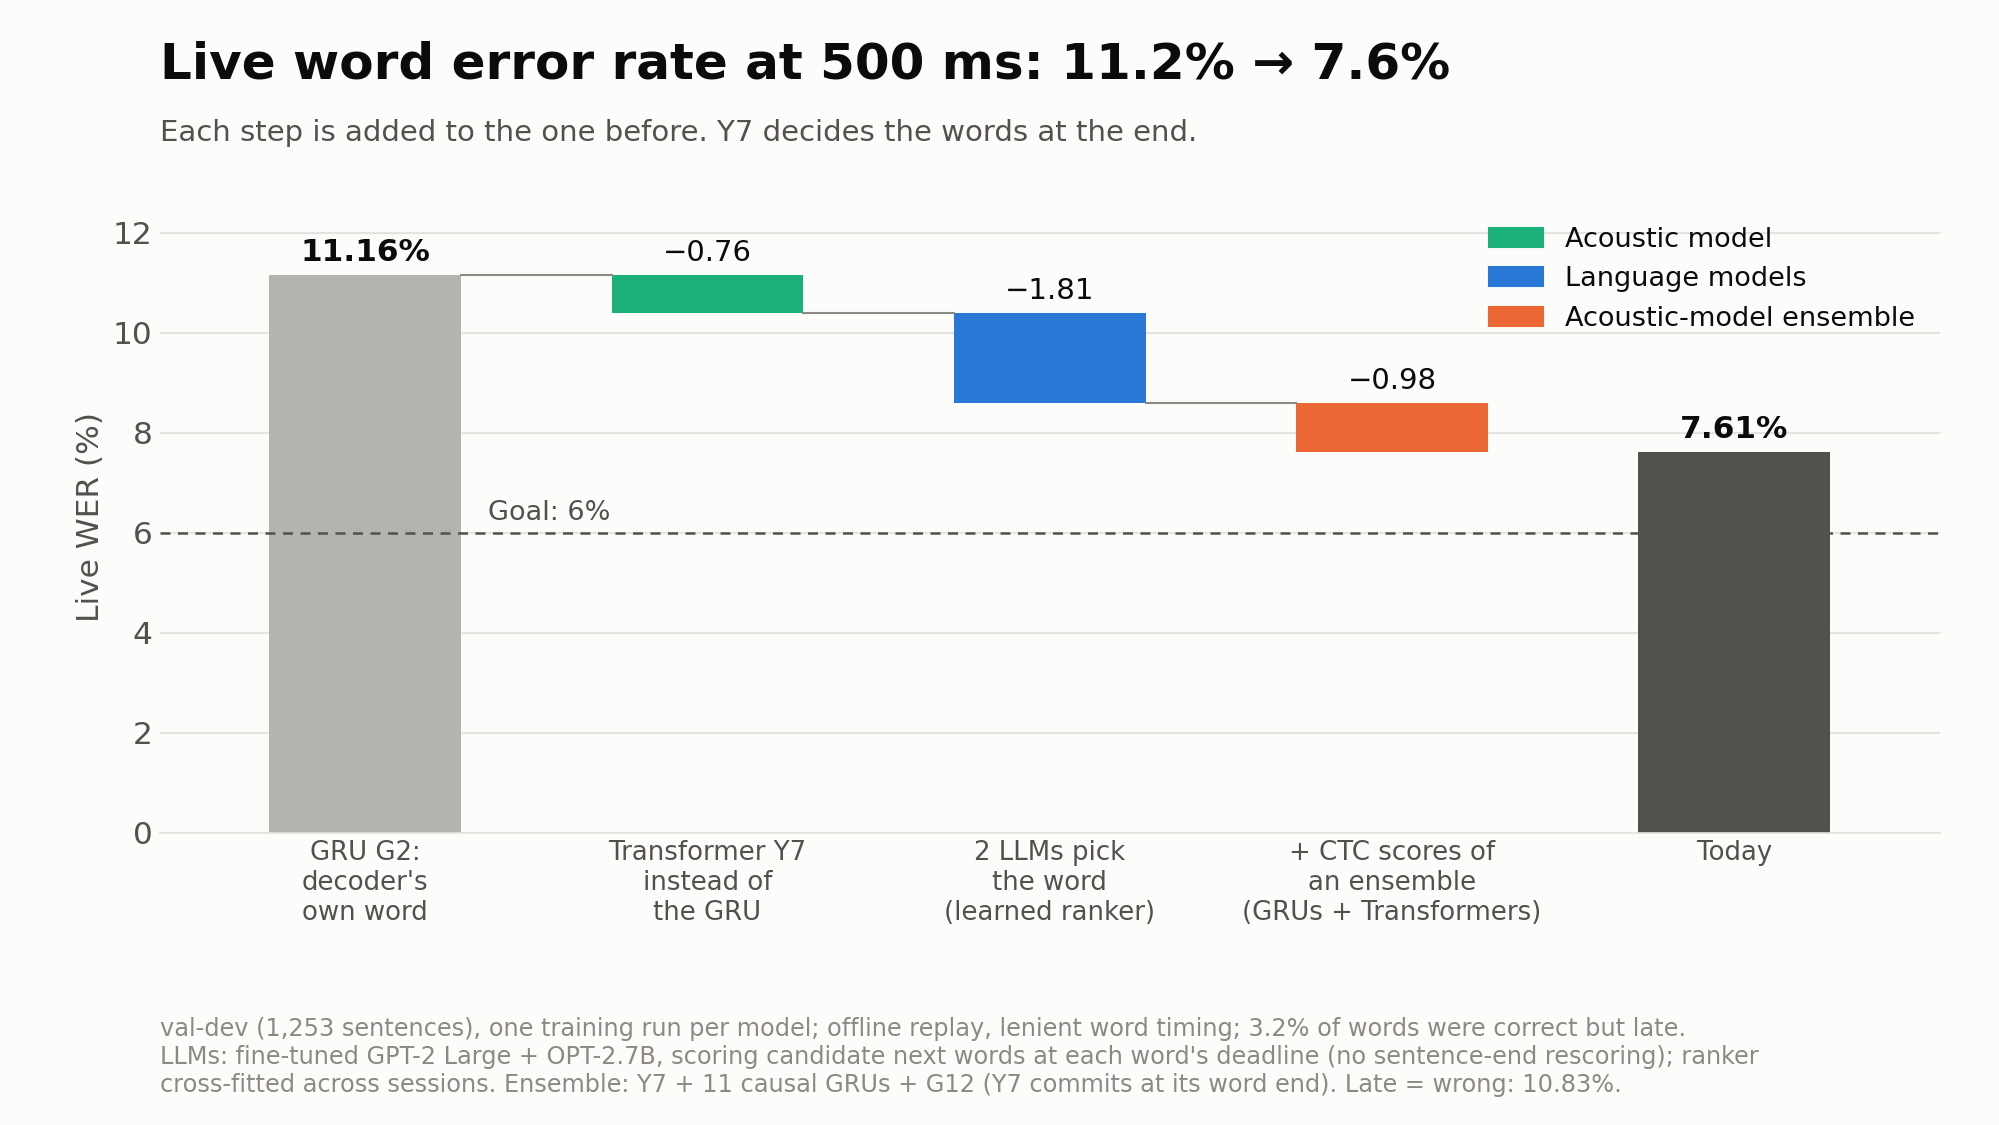 Live word error rate at 500 ms: 11.2% → 7.6%
Each step is added to the one before. Y7 decides the words at the end.
12
10
8
6
4
2
0
Live WER (%)
11.16%
−0.76
−1.81
−0.98
7.61%
Acoustic model
Language models
Acoustic-model ensemble
Goal: 6%
GRU G2:
decoder's
own word
Transformer Y7
instead of
the GRU
2 LLMs pick
the word
(learned ranker)
+ CTC scores of
an ensemble
(GRUs + Transformers)
Today
val-dev (1,253 sentences), one training run per model; offline replay, lenient word timing; 3.2% of words were correct but late.
LLMs: fine-tuned GPT-2 Large + OPT-2.7B, scoring candidate next words at each word's deadline (no sentence-end rescoring); ranker
cross-fitted across sessions. Ensemble: Y7 + 11 causal GRUs + G12 (Y7 commits at its word end). Late = wrong: 10.83%.